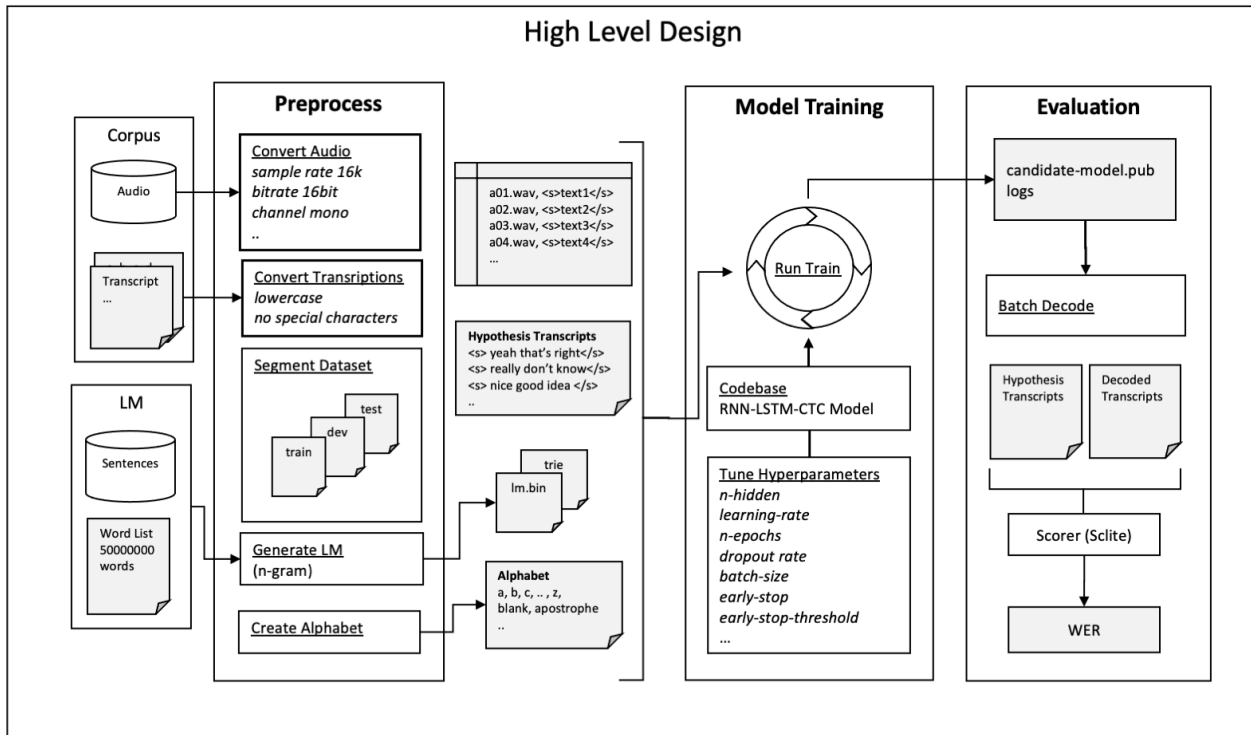 High Level Design
Corpus
Audio
Transcript
...
LM
Sentences
Word List
50000000
words
Preprocess
Convert Audio
sample rate 16k
bitrate 16bit
channel mono
..
Convert Transriptions
lowercase
no special characters
Segment Dataset
test
dev
train
Generate LM
(n-gram)
Create Alphabet
a01.wav, <s>text1</s>
a02.wav, <s>text2</s>
a03.wav, <s>text3</s>
a04.wav, <s>text4</s>
...
Hypothesis Transcripts
<s> yeah that's right</s>
<s> really don't know</s>
<s> nice good idea </s>
..
trie
lm.bin
Alphabet
a, b, c, .. , z,
blank, apostrophe
..
Model Training
Run Train
Codebase
RNN-LSTM-CTC Model
Tune Hyperparameters
n-hidden
learning-rate
n-epochs
dropout rate
batch-size
early-stop
early-stop-threshold
...
Evaluation
candidate-model.pub
logs
Batch Decode
Hypothesis
Transcripts
Decoded
Transcripts
Scorer (Sclite)
WER